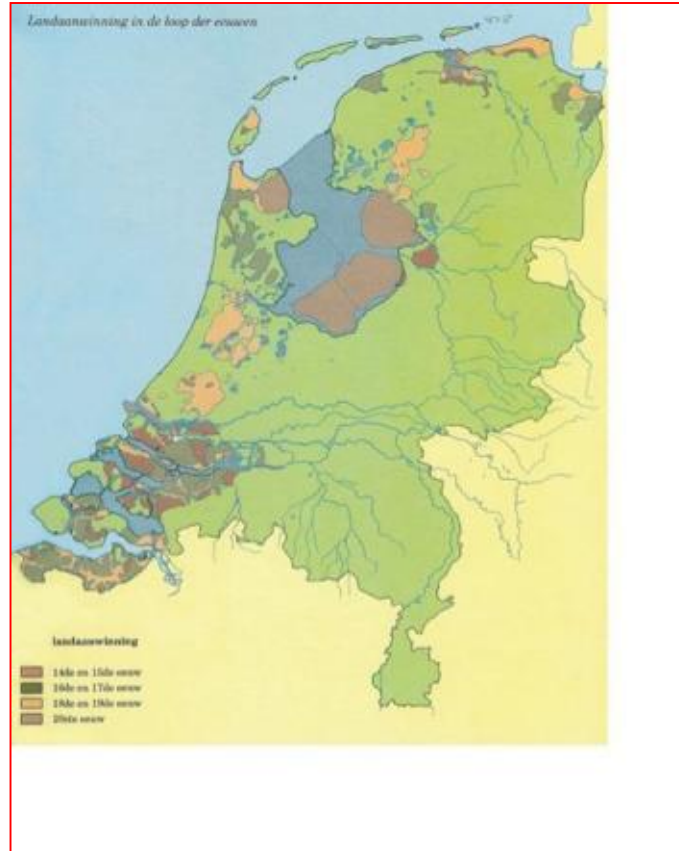 Landaanwinning in de loop der eeuwen
landaanwinning
14de en 15de eeuw
16de en 17de eeuw
18de en 19de eeuw
20ste eeuw